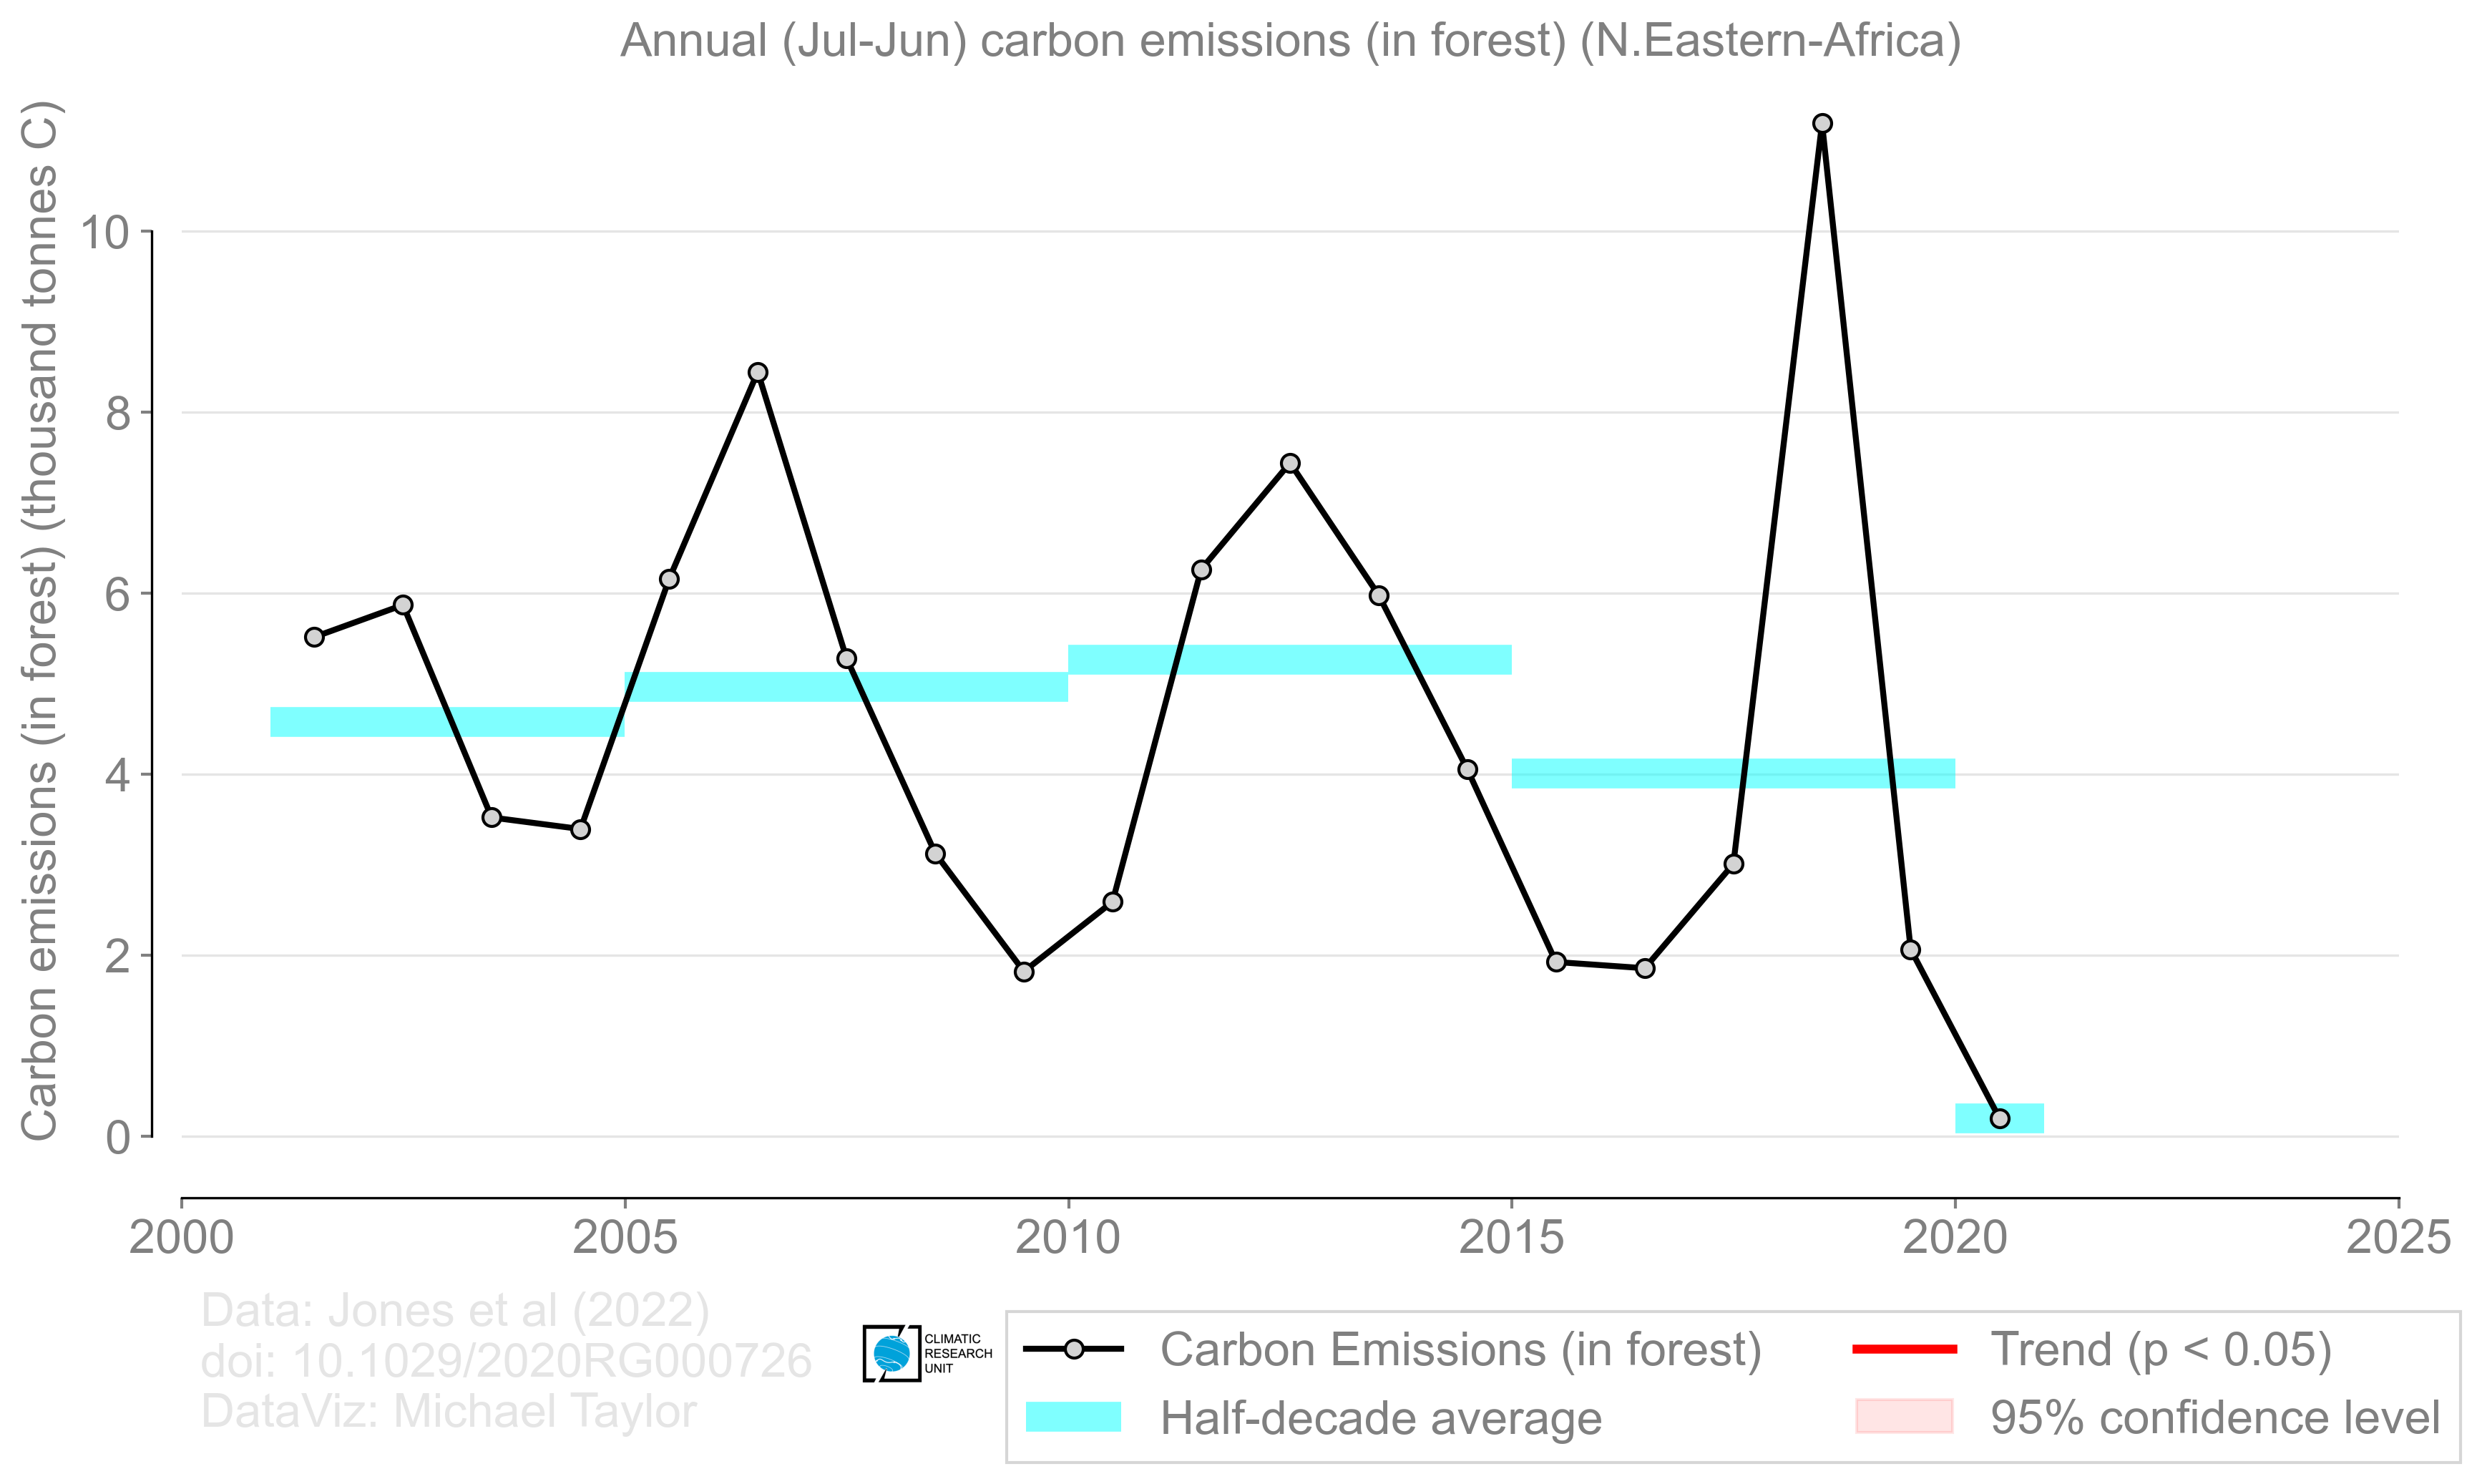 Annual (Jul-Jun) carbon emissions (in forest) (N.Eastern-Africa)
Carbon emissions (in forest) (thousand tonnes C)
10
8
6
4
2
0
2000 2005 2010 2015 2020 2025
Data: Jones et al (2022)
doi: 10.1029/2020RG000726
DataViz: Michael Taylor
CLIMATIC
RESEARCH
UNIT
Carbon Emissions (in forest)
Half-decade average
Trend (p < 0.05)
95% confidence level